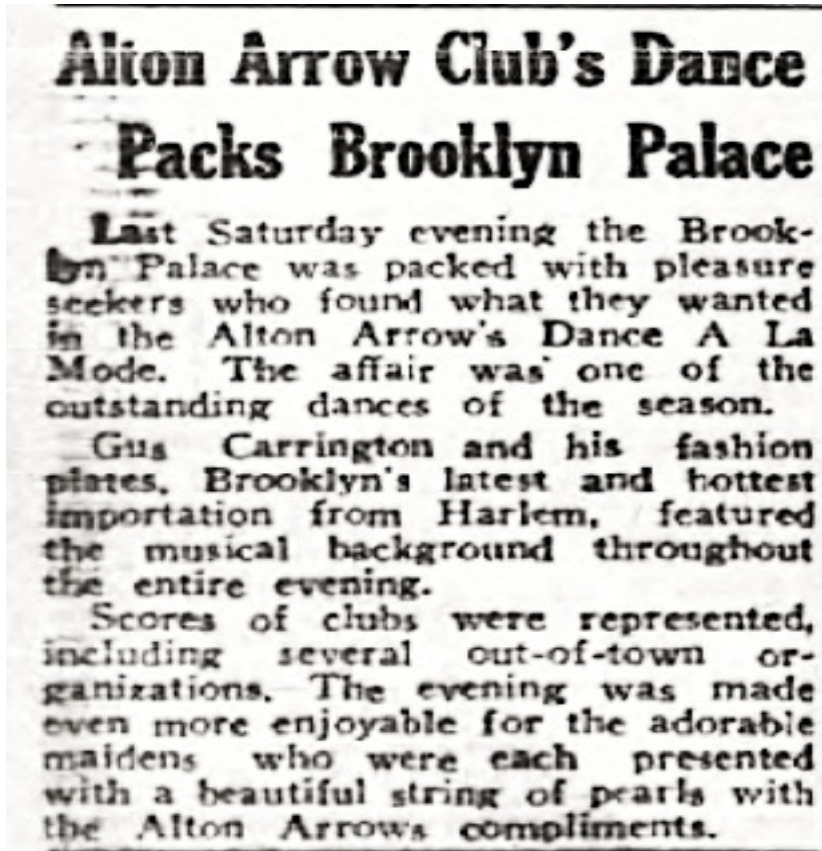 Alton Arrow Club's Dance
Packs Brooklyn Palace
Last Saturday evening the Brook-
lyn Palace was packed with pleasure
seekers who found what they wanted
in the Alton Arrow's Dance A La
Mode. The affair was one of the
outstanding dances of the season.
Gus Carrington and his fashion
plates, Brooklyn's latest and hottest
importation from Harlem, featured
the musical background throughout
the entire evening.
Scores of clubs were represented,
including several out-of-town or-
ganizations. The evening was made
even more enjoyable for the adorable
maidens who were each presented
with a beautiful string of pearls with
the Alton Arrows compliments.